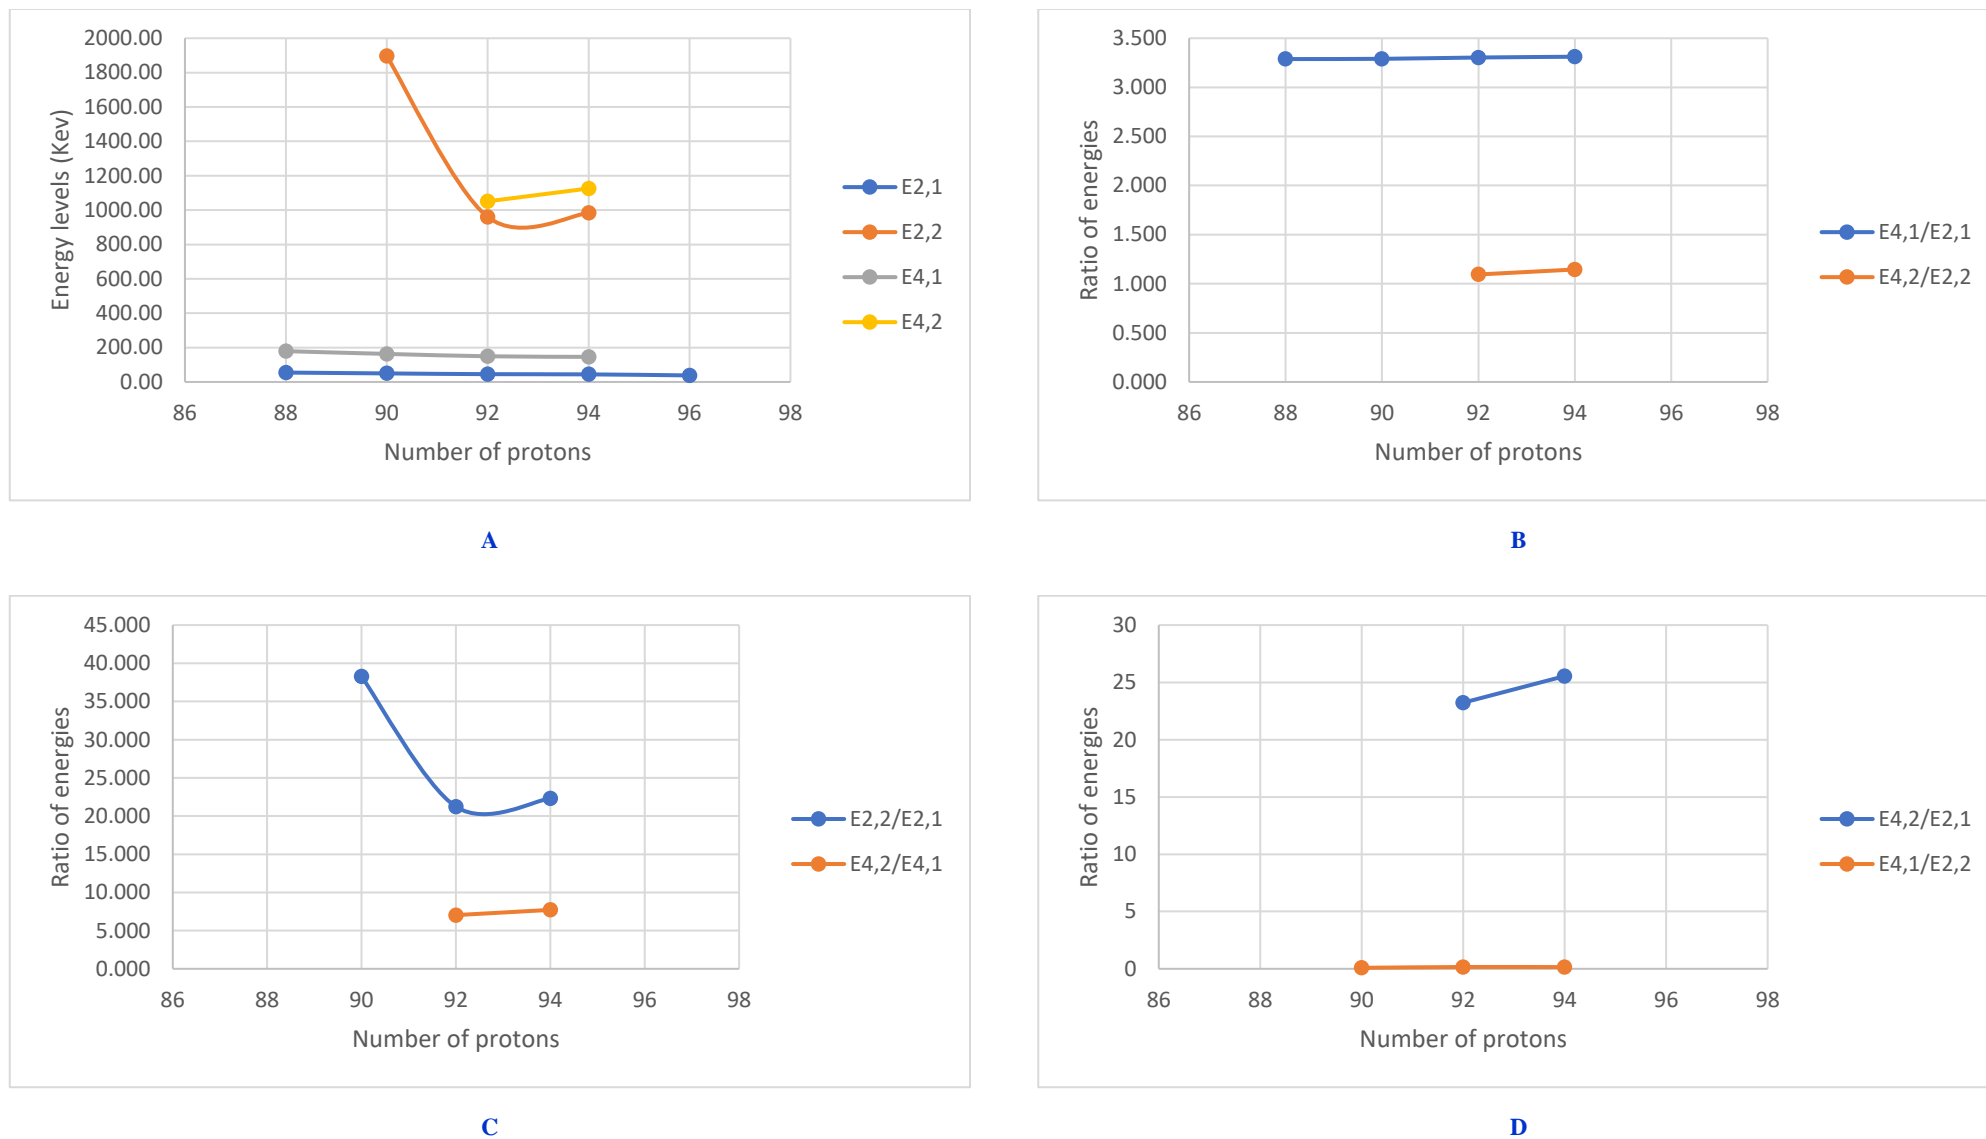 2000.00
1800.00
1600.00
1400.00
1200.00
1000.00
800.00
600.00
400.00
200.00
0.00
Energy levels (Kev)
86 88 90 92 94 96 98
Number of protons
E2,1
E2,2
E4,1
E4,2
A
3.500
3.000
2.500
2.000
1.500
1.000
0.500
0.000
Ratio of energies
86 88 90 92 94 96 98
Number of protons
E4,1/E2,1
E4,2/E2,2
B
45.000
40.000
35.000
30.000
25.000
20.000
15.000
10.000
5.000
0.000
Ratio of energies
86 88 90 92 94 96 98
Number of protons
E2,2/E2,1
E4,2/E4,1
C
30
25
20
15
10
5
0
Ratio of energies
86 88 90 92 94 96 98
Number of protons
E4,2/E2,1
E4,1/E2,2
D